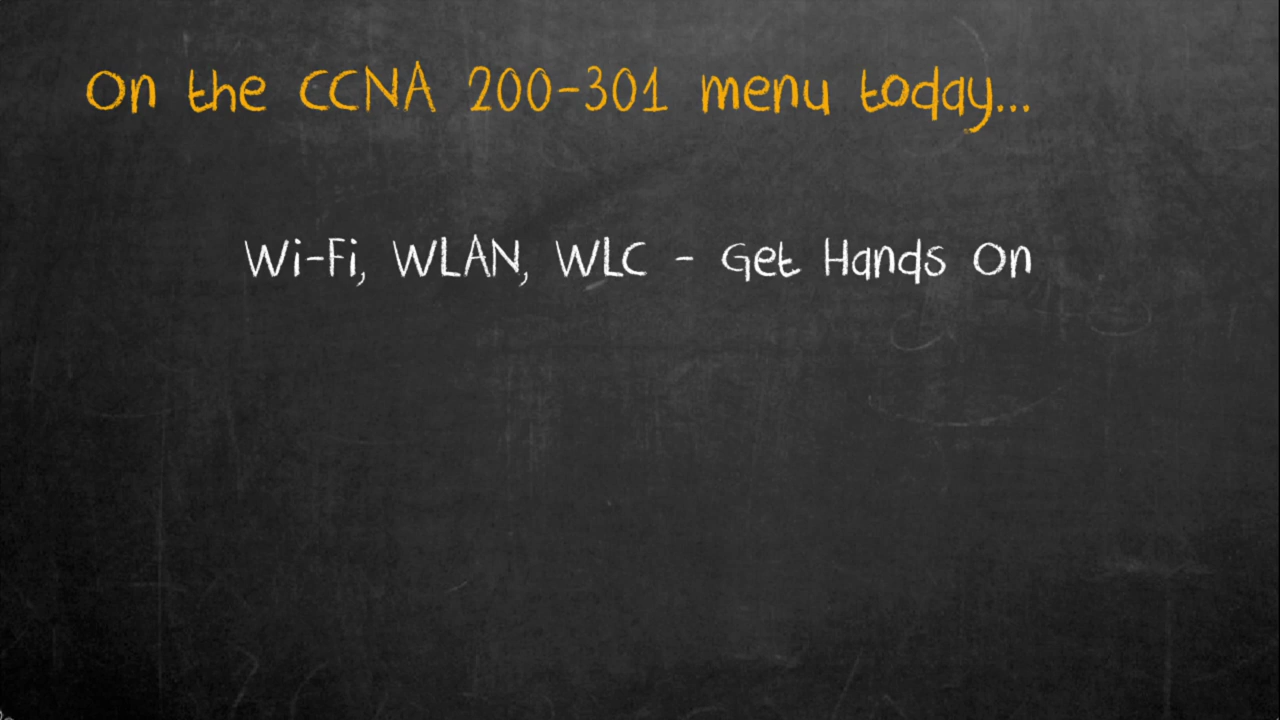 On the CCNA 200-301 menu today...
Wi-Fi, WLAN, WLC - Get Hands On